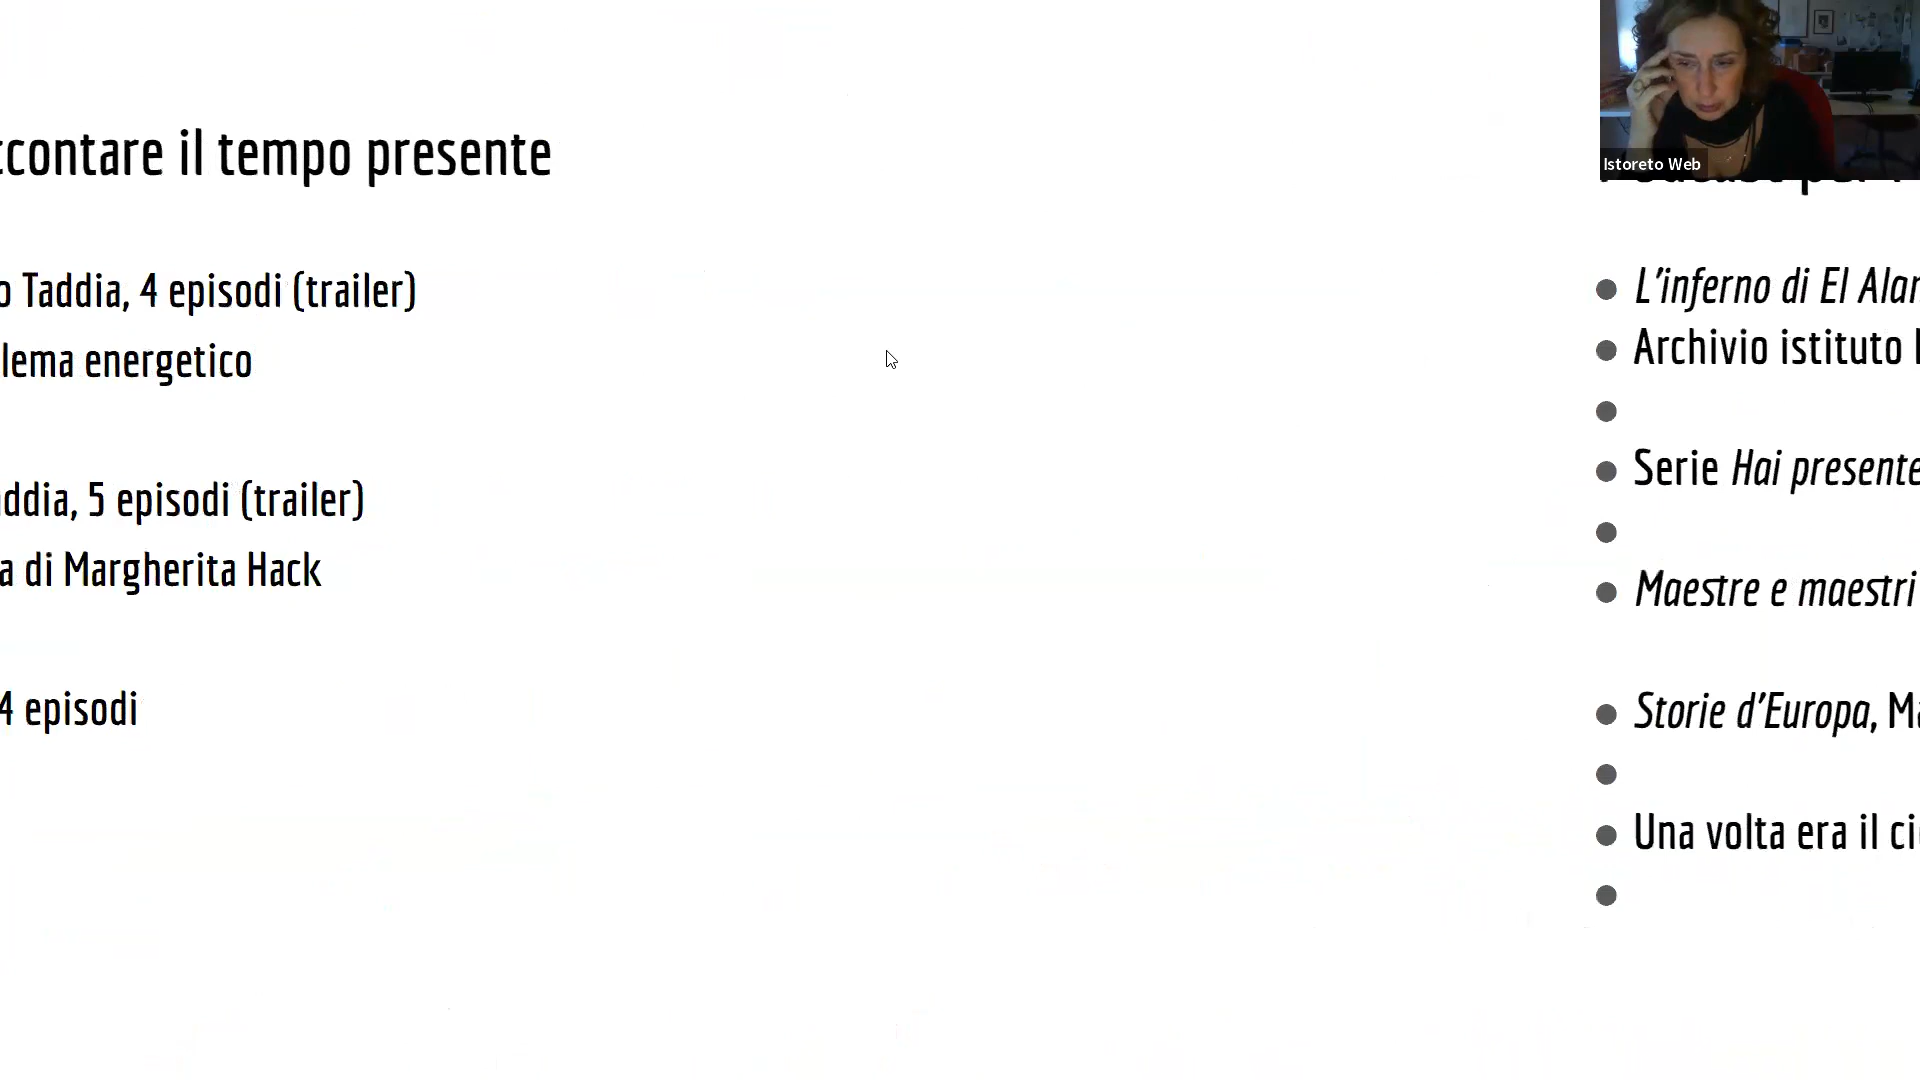 ccontare il tempo presente
o Taddia, 4 episodi (trailer)
lema energetico
addia, 5 episodi (trailer)
a di Margherita Hack
4 episodi
Istoreto Web
L'inferno di El Alam
Archivio istituto
Serie Hai presente
Maestre e maestri
Storie d'Europa, Ma
Una volta era il ci